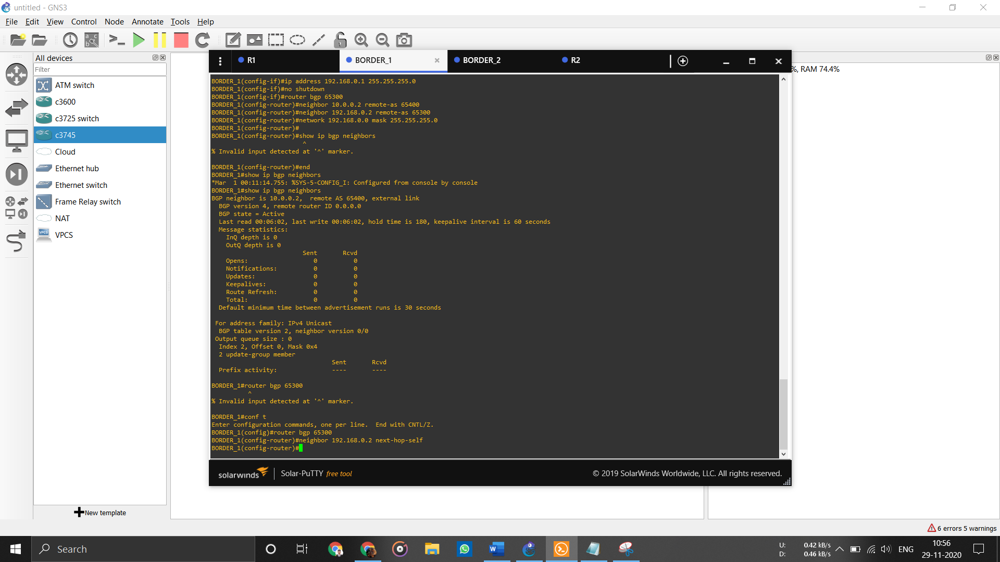 untitled - GNS3
File Edit View Control Node Annotate Tools Help
All devices
Filter
ATM switch
c3600
c3725 switch
c3745
Cloud
Ethernet hub
Ethernet switch
Frame Relay switch
NAT
VPCS
New template
R1
BORDER_1
BORDER_2
R2
%, RAM 74.4%
BORDER_1(config-if)#ip address 192.168.0.1 255.255.255.0
BORDER_1(config-if)#no shutdown
BORDER_1(config-if)#router bgp 65300
BORDER_1(config-router)#neighbor 10.0.0.2 remote-as 65400
BORDER_1(config-router)#neighbor 192.168.0.2 remote-as 65300
BORDER_1(config-router)#network 192.168.0.0 mask 255.255.255.0
BORDER_1(config-router)#
BORDER_1(config-router)#show ip bgp neighbors
^
% Invalid input detected at '^' marker.
BORDER_1(config-router)#end
BORDER_1#show ip bgp neighbors
*Mar  1 00:11:14.755: %SYS-5-CONFIG_I: Configured from console by console
BORDER_1#show ip bgp neighbors
BGP neighbor is 10.0.0.2,  remote AS 65400, external link
BGP version 4, remote router ID 0.0.0.0
BGP state = Active
Last read 00:06:02, last write 00:06:02, hold time is 180, keepalive interval is 60 seconds
Message statistics:
InQ depth is 0
OutQ depth is 0
Sent Rcvd
Opens: 0 0
Notifications: 0 0
Updates: 0 0
Keepalives: 0 0
Route Refresh: 0 0
Total: 0 0
Default minimum time between advertisement runs is 30 seconds
For address family: IPv4 Unicast
BGP table version 2, neighbor version 0/0
Output queue size : 0
Index 2, Offset 0, Mask 0x4
2 update-group member
Sent Rcvd
Prefix activity: ---- ----
BORDER_1#router bgp 65300
^
% Invalid input detected at '^' marker.
BORDER_1#conf t
Enter configuration commands, one per line.  End with CNTL/Z.
BORDER_1(config)#router bgp 65300
BORDER_1(config-router)#neighbor 192.168.0.2 next-hop-self
BORDER_1(config-router)#
solarwinds
Solar-PuTTY free tool
© 2019 SolarWinds Worldwide, LLC. All rights reserved.
6 errors 5 warnings
Search
U: 0.42 kB/s
D: 0.46 kB/s
ENG
10:56
29-11-2020